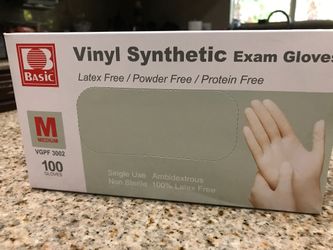 B
BASIC
Vinyl Synthetic Exam Gloves
Latex Free / Powder Free / Protein Free
M
MEDIUM
VGPF 3002
100
GLOVES
Single Use Ambidextrous
Non Sterile 100% Latex Free